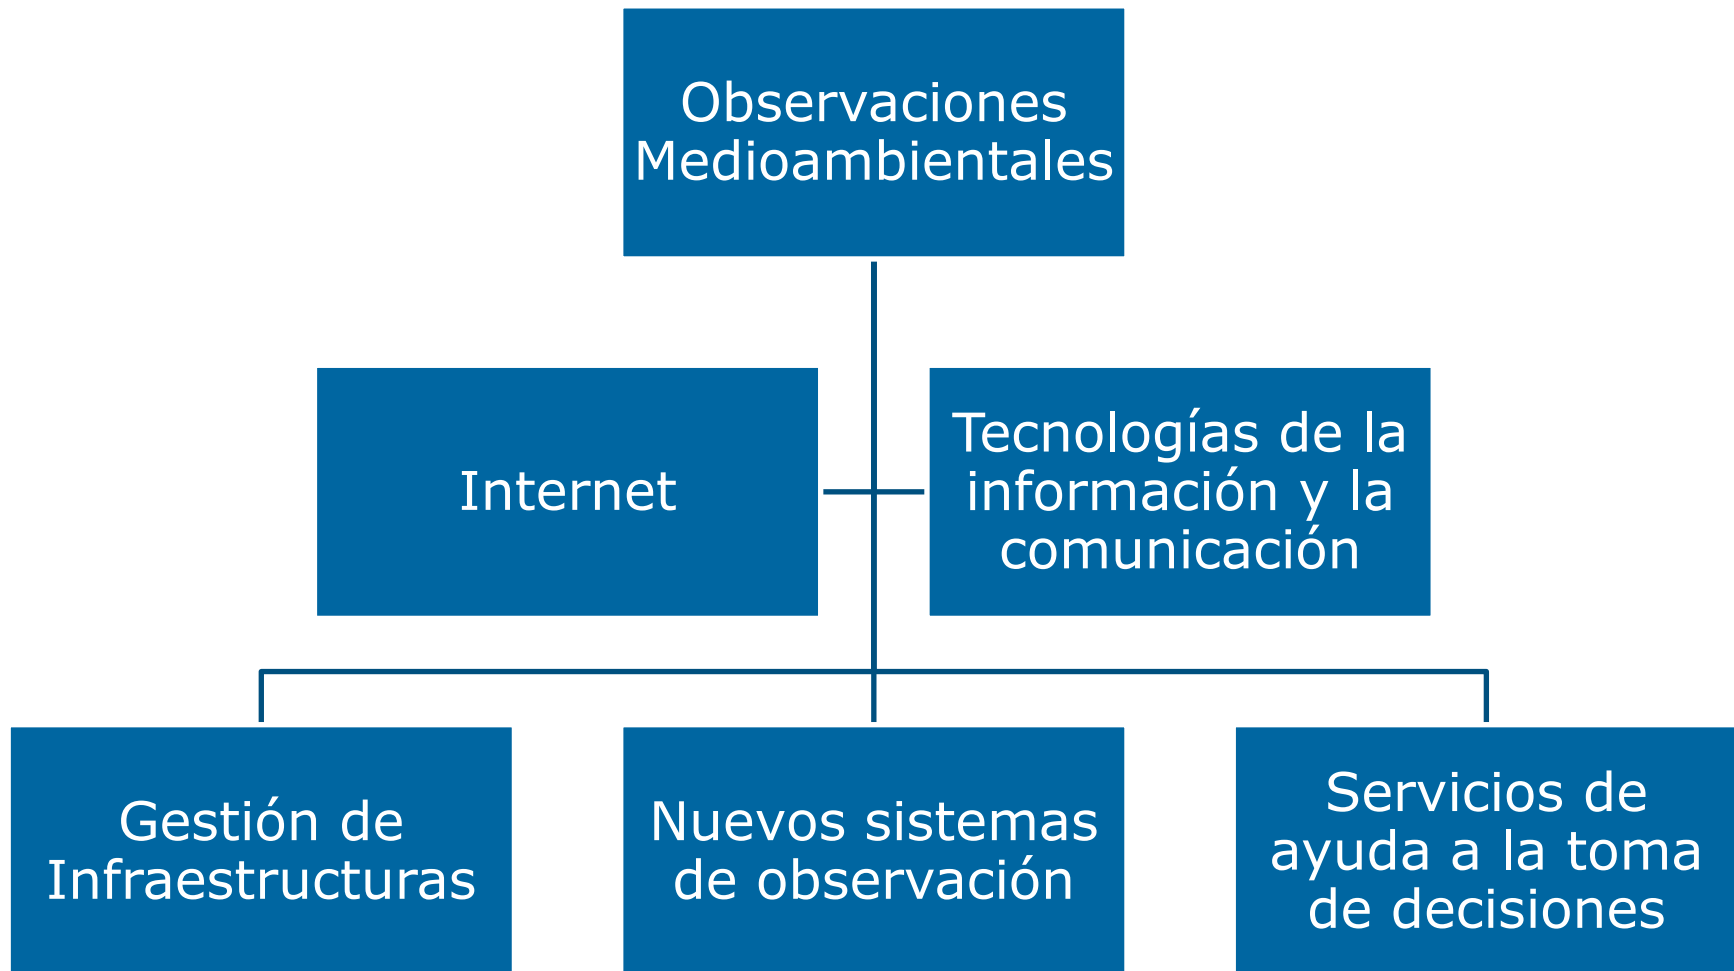 Observaciones
Medioambientales
Internet
Tecnologías de la
información y la
comunicación
Gestión de
Infraestructuras
Nuevos sistemas
de observación
Servicios de
ayuda a la toma
de decisiones